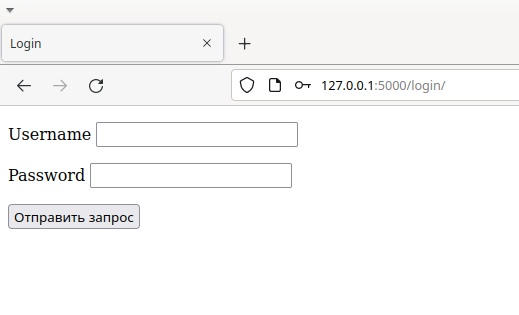 Login
127.0.0.1:5000/login/
Username
Password
Отправить запрос